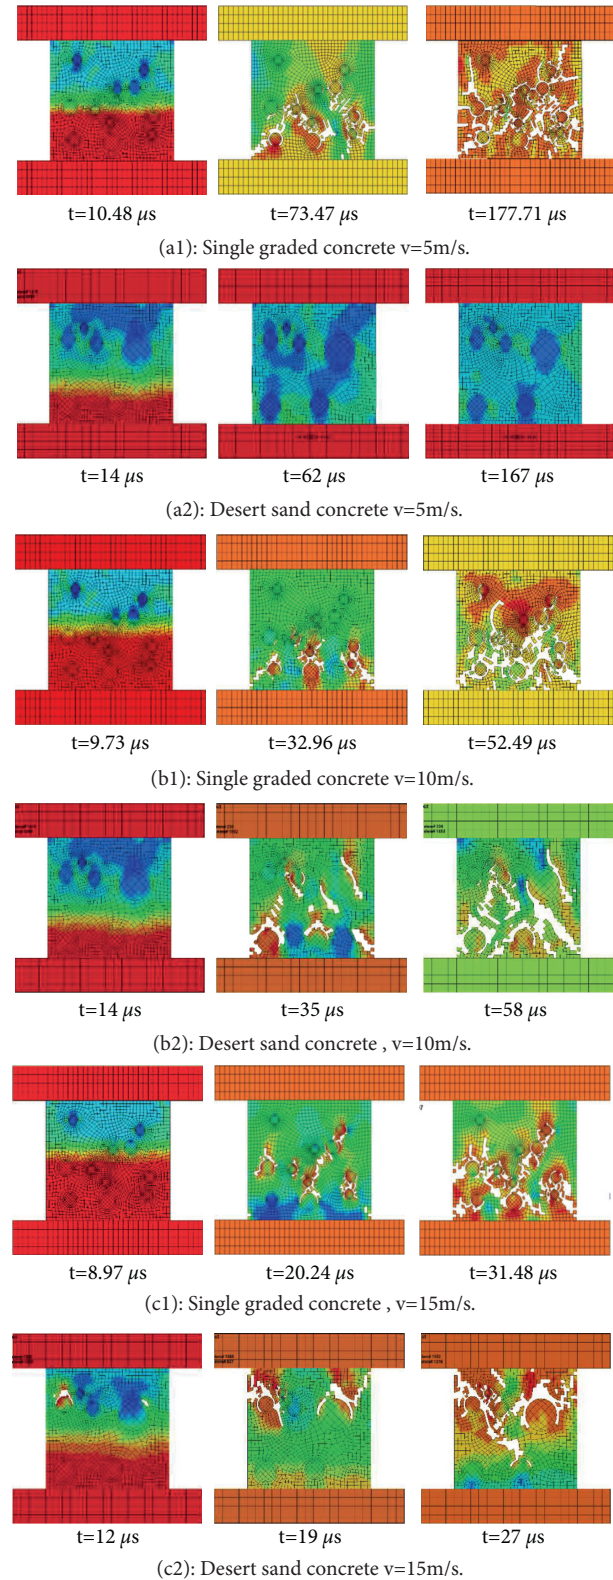 t=10.48 μs t=73.47 μs t=177.71 μs
(a1): Single graded concrete v=5m/s.
t=14 μs t=62 μs t=167 μs
(a2): Desert sand concrete v=5m/s.
t=9.73 μs t=32.96 μs t=52.49 μs
(b1): Single graded concrete v=10m/s.
t=14 μs t=35 μs t=58 μs
(b2): Desert sand concrete , v=10m/s.
t=8.97 μs t=20.24 μs t=31.48 μs
(c1): Single graded concrete , v=15m/s.
t=12 μs t=19 μs t=27 μs
(c2): Desert sand concrete v=15m/s.